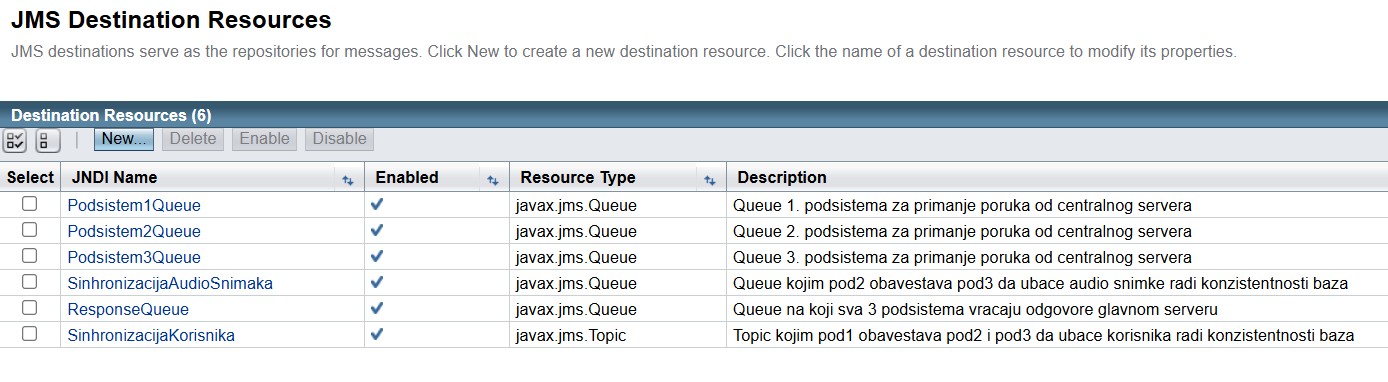 JMS Destination Resources
JMS destinations serve as the repositories for messages. Click New to create a new destination resource. Click the name of a destination resource to modify its properties.
Destination Resources (6)
New... Delete Enable Disable
Select JNDI Name Enabled Resource Type Description
Podsistem1Queue javax.jms.Queue Queue 1. podsistema za primanje poruka od centralnog servera
Podsistem2Queue javax.jms.Queue Queue 2. podsistema za primanje poruka od centralnog servera
Podsistem3Queue javax.jms.Queue Queue 3. podsistema za primanje poruka od centralnog servera
SinhronizacijaAudioSnimaka javax.jms.Queue Queue kojim pod2 obavestava pod3 da ubace audio snimke radi konzistentnosti baza
ResponseQueue javax.jms.Queue Queue na koji sva 3 podsistema vracaju odgovore glavnom serveru
SinhronizacijaKorisnika javax.jms.Topic Topic kojim pod1 obavestava pod2 i pod3 da ubace korisnika radi konzistentnosti baza